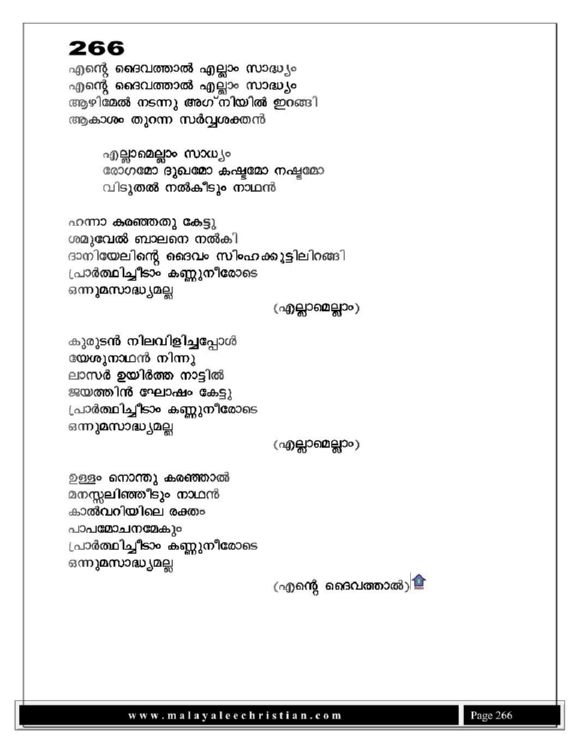 266
എന്റെ ദൈവത്താൽ എല്ലാം സാദ്ധ്യം
എന്റെ ദൈവത്താൽ എല്ലാം സാദ്ധ്യം
ആഴിമേൽ നടന്നു അഗ്നിയിൽ ഇറങ്ങി
ആകാശം തുറന്ന സർവ്വശക്തൻ
എല്ലാമെല്ലാം സാധ്യം
രോഗമോ ദുഖമോ കഷ്ടമോ നഷ്ടമോ
വിടുതൽ നൽകീടും നാഥൻ
ഹന്നാ കരഞ്ഞതു കേട്ടു
ശമുവേൽ ബാലനെ നൽകി
ദാനിയേലിന്റെ ദൈവം സിംഹക്കൂട്ടിലിറങ്ങി
പ്രാർത്ഥിച്ചീടാം കണ്ണുനീരോടെ
ഒന്നുമസാദ്ധ്യമല്ല
(എല്ലാമെല്ലാം)
കുരുടൻ നിലവിളിച്ചപ്പോൾ
യേശുനാഥൻ നിന്നു
ലാസർ ഉയിർത്ത നാട്ടിൽ
ജയത്തിൻ ഘോഷം കേട്ടു
പ്രാർത്ഥിച്ചീടാം കണ്ണുനീരോടെ
ഒന്നുമസാദ്ധ്യമല്ല
(എല്ലാമെല്ലാം)
ഉള്ളം നൊന്തു കരഞ്ഞാൽ
മനസ്സലിഞ്ഞീടും നാഥൻ
കാൽവറിയിലെ രക്തം
പാപമോചനമേകും
പ്രാർത്ഥിച്ചീടാം കണ്ണുനീരോടെ
ഒന്നുമസാദ്ധ്യമല്ല
(എന്റെ ദൈവത്താൽ)
www.malayaleechristian.com Page 266